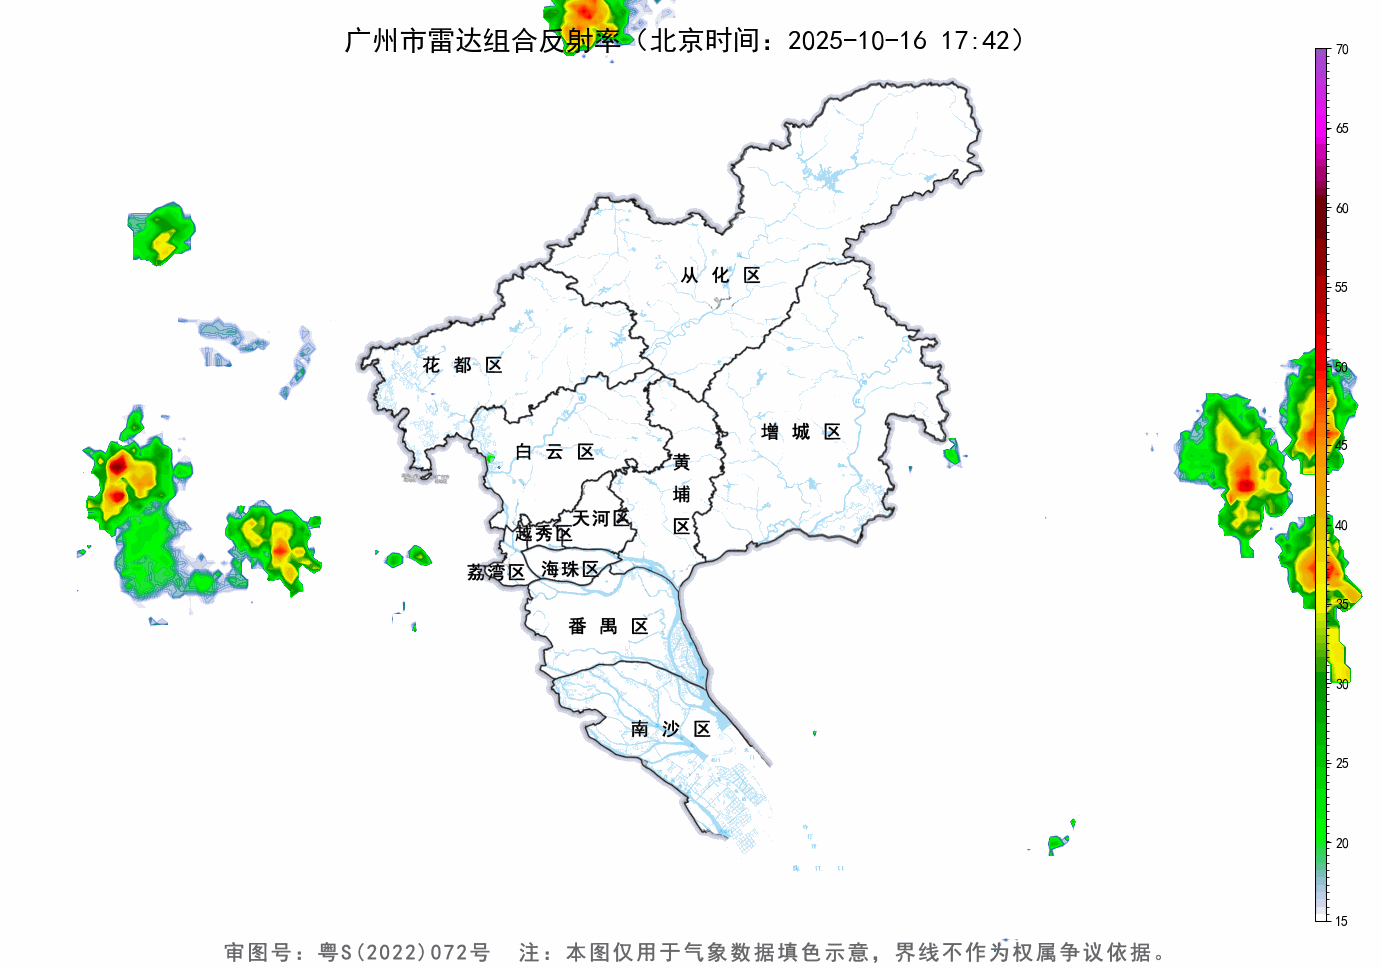 广州市雷达组合反射率（北京时间：2025-10-16 17:42）
70
65
60
55
50
45
40
35
30
25
20
15
从化区
花都区
增城区
白云区
黄埔区
天河区
越秀区
荔湾区
海珠区
番禺区
南沙区
审图号：粤S(2022)072号 注：本图仅用于气象数据填色示意，界线不作为权属争议依据。